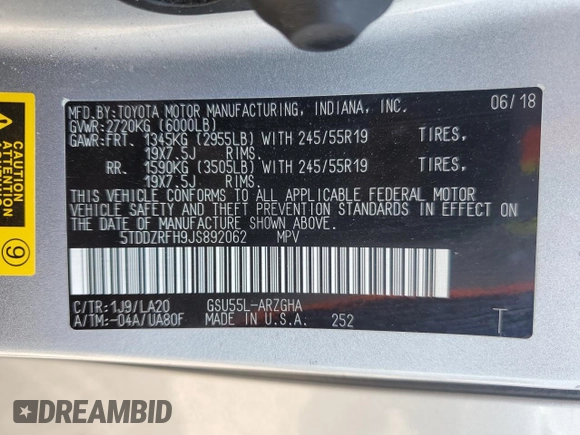 MFD.BY:TOYOTA MOTOR MANUFACTURING, INDIANA, INC. 06/18
GVWR:2720KG (6000LB)
GAWR:FRT. 1345KG (2955LB) WITH 245/55R19 TIRES,
19X7.5J RIMS.
RR. 1590KG (3505LB) WITH 245/55R19 TIRES,
19X7.5J RIMS.
THIS VEHICLE CONFORMS TO ALL APPLICABLE FEDERAL MOTOR
VEHICLE SAFETY AND THEFT PREVENTION STANDARDS IN EFFECT ON
THE DATE OF MANUFACTURE SHOWN ABOVE.
5TDDZRFH9JS892062 MPV
C/TR:1J9/LA20 GSU55L-ARZGHA
A/TM:-04A/UA80F MADE IN U.S.A. 252 T
9
DREAMBID